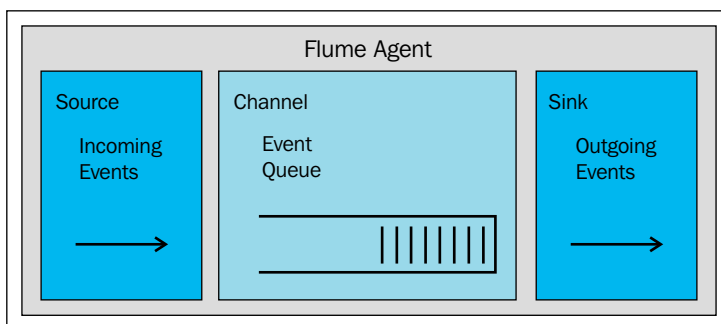 Flume Agent
Source
Incoming
Events
Channel
Event
Queue
Sink
Outgoing
Events